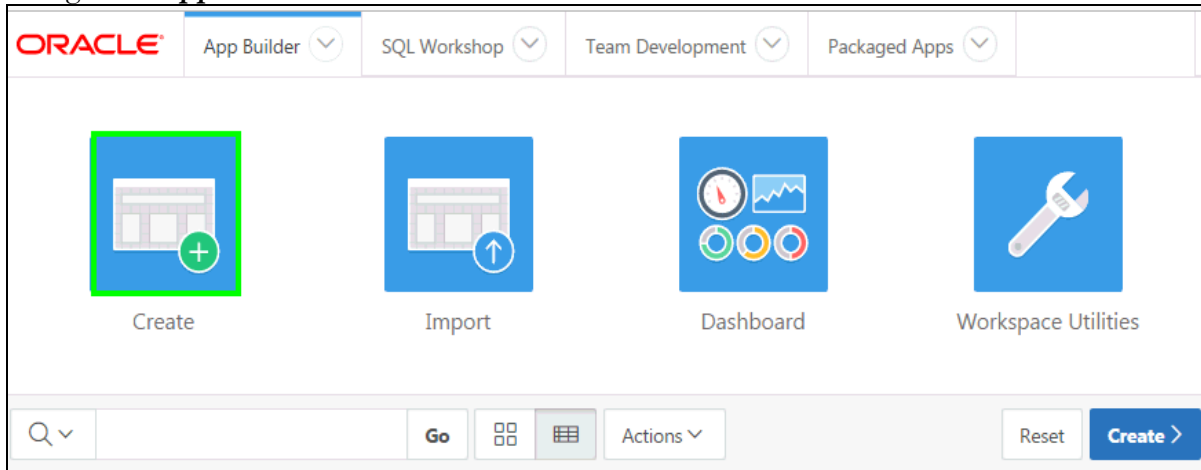 ORACLE
App Builder
SQL Workshop
Team Development
Packaged Apps
Create
Import
Dashboard
Workspace Utilities
Go
Actions
Reset
Create